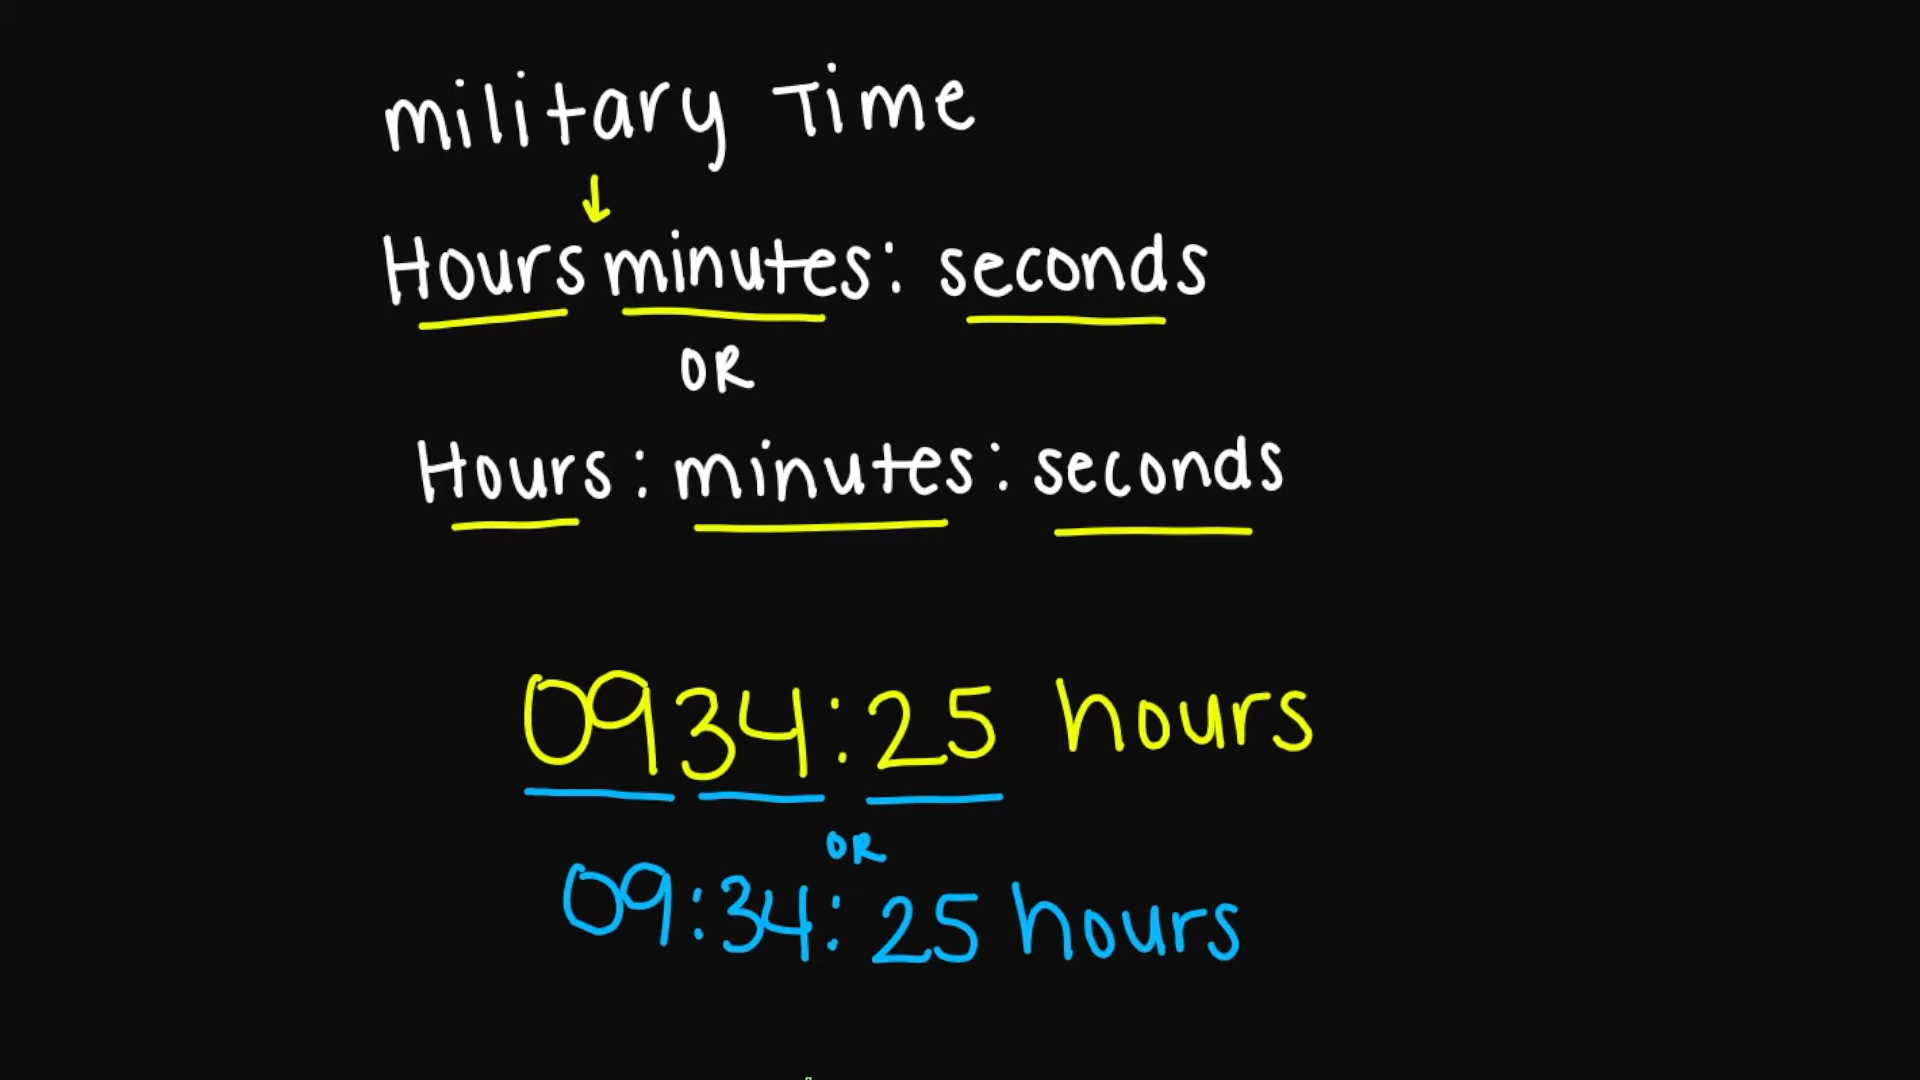 military Time
Hours minutes: seconds
OR
Hours: minutes: seconds
0934:25 hours
OR
09:34:25 hours